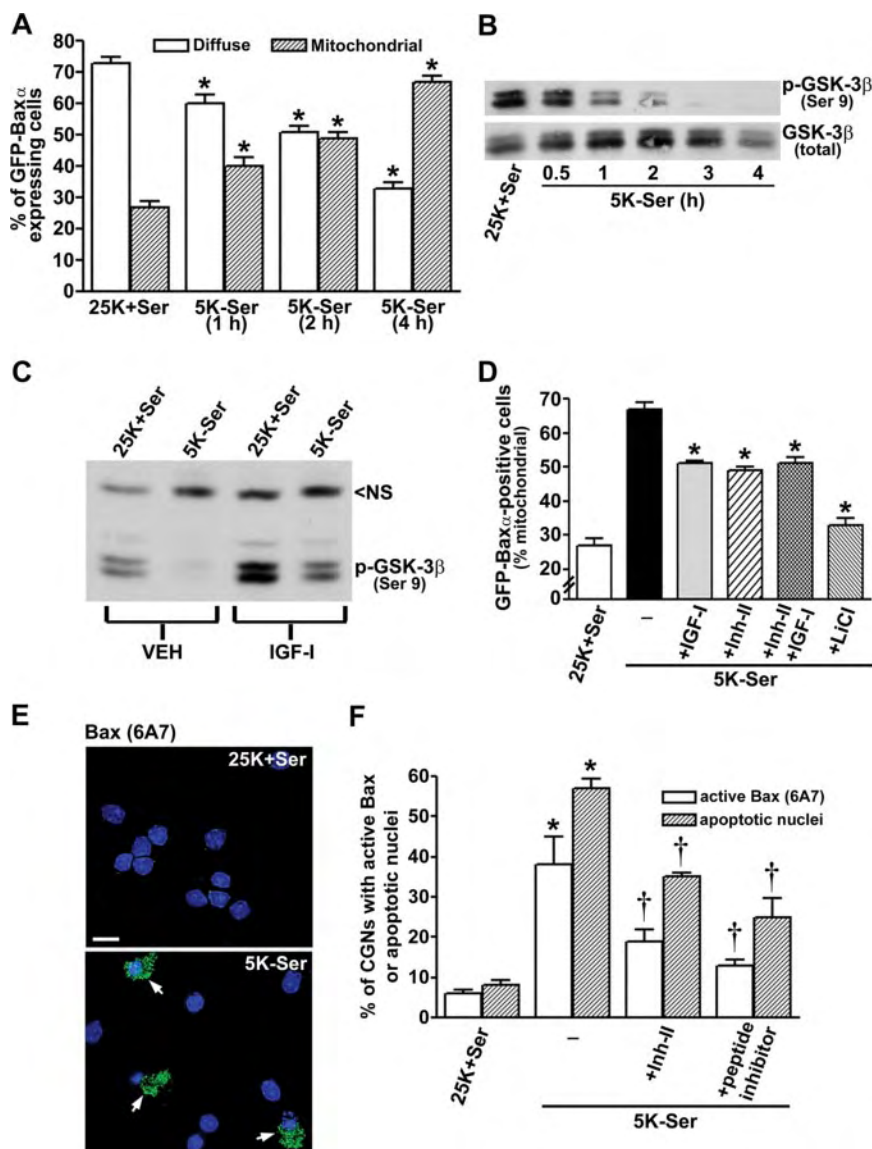 A
80
70
60
50
40
30
20
10
0
% of GFP-Baxα
expressing cells
Diffuse
Mitochondrial
*
*
*
*
*
*
25K+Ser
5K-Ser
(1 h)
5K-Ser
(2 h)
5K-Ser
(4 h)
B
p-GSK-3β
(Ser 9)
GSK-3β
(total)
25K+Ser
0.5 1 2 3 4
5K-Ser (h)
C
25K+Ser
5K-Ser
25K+Ser
5K-Ser
<NS
p-GSK-3β
(Ser 9)
VEH
IGF-I
D
70
60
50
40
30
20
GFP-Baxα-positive cells
(% mitochondrial)
*
*
*
*
25K+Ser
–
+IGF-I
+Inh-II
+Inh-II
+IGF-I
+LiCl
5K-Ser
E
Bax (6A7)
25K+Ser
5K-Ser
F
60
50
40
30
20
10
0
% of CGNs with active Bax
or apoptotic nuclei
active Bax (6A7)
apoptotic nuclei
*
*
†
†
†
†
25K+Ser
–
+Inh-II
+peptide
inhibitor
5K-Ser